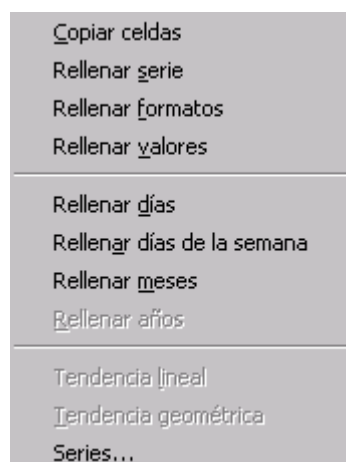 Copiar celdas
Rellenar serie
Rellenar formatos
Rellenar valores
Rellenar días
Rellenar días de la semana
Rellenar meses
Rellenar años
Tendencia lineal
Tendencia geométrica
Series...